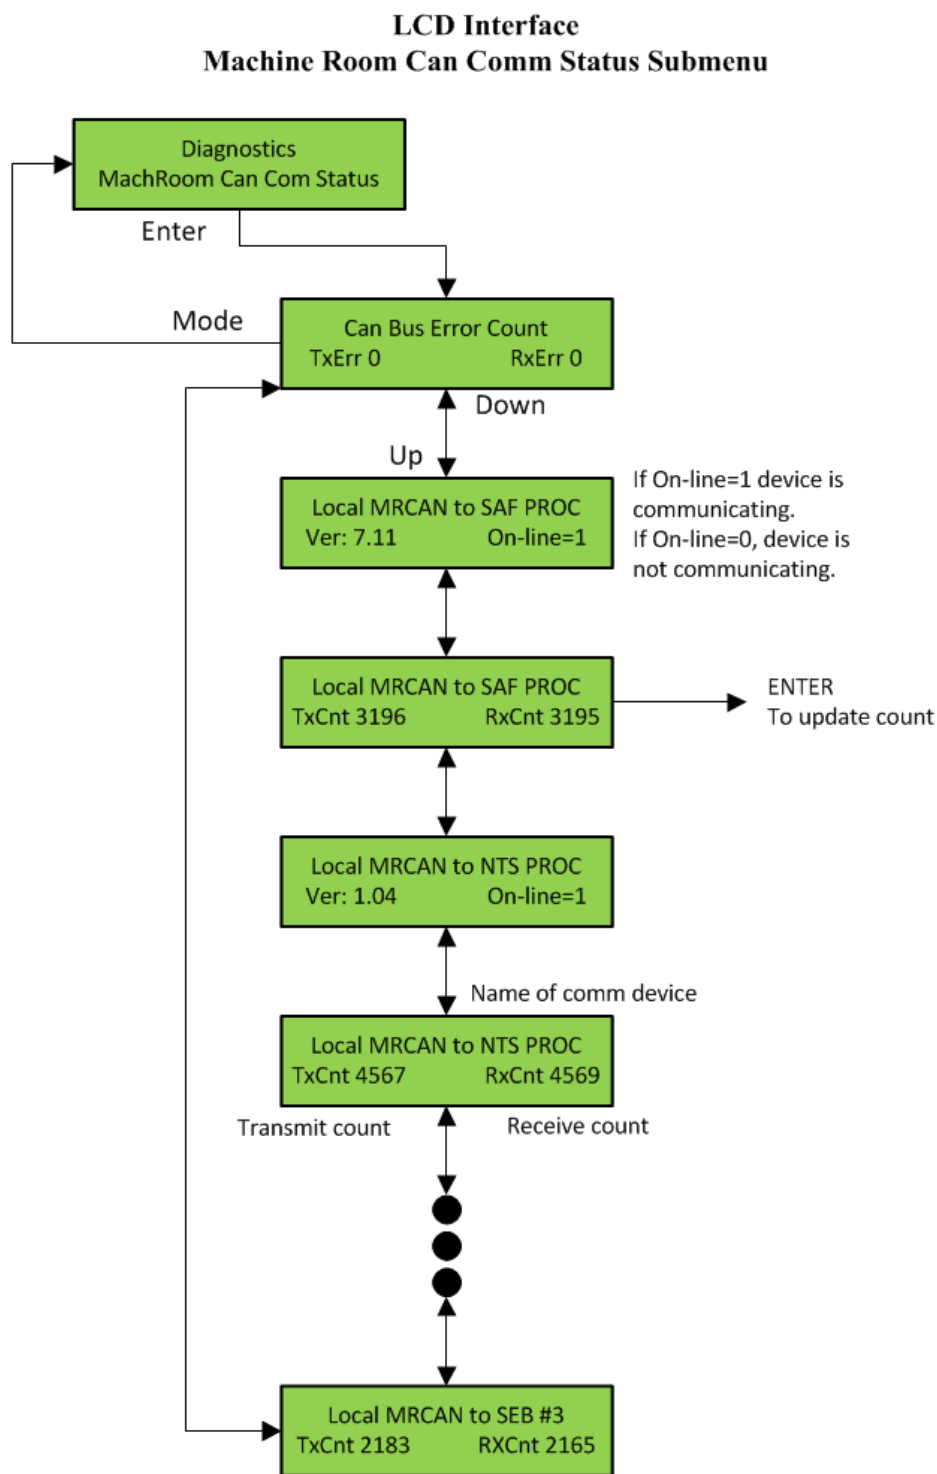 LCD Interface
Machine Room Can Comm Status Submenu
Diagnostics
MachRoom Can Com Status
Enter
Mode
Can Bus Error Count
TxErr 0 RxErr 0
Down
Up
Local MRCAN to SAF PROC
Ver: 7.11 On-line=1
If On-line=1 device is
communicating.
If On-line=0, device is
not communicating.
Local MRCAN to SAF PROC
TxCnt 3196 RxCnt 3195
ENTER
To update count
Local MRCAN to NTS PROC
Ver: 1.04 On-line=1
Name of comm device
Local MRCAN to NTS PROC
TxCnt 4567 RxCnt 4569
Transmit count Receive count
Local MRCAN to SEB #3
TxCnt 2183 RXCnt 2165